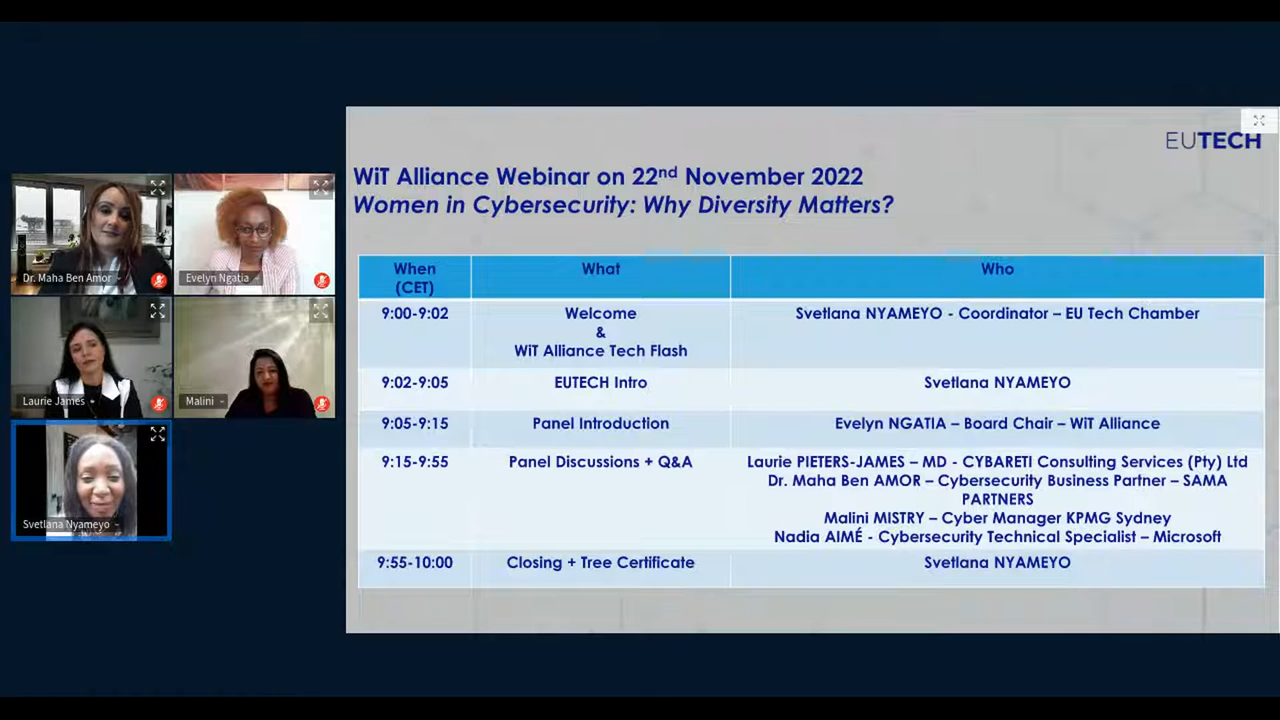 EUTECH
WiT Alliance Webinar on 22nd November 2022
Women in Cybersecurity: Why Diversity Matters?
When
(CET)
What
Who
9:00-9:02
Welcome
&
WiT Alliance Tech Flash
Svetlana NYAMEYO - Coordinator – EU Tech Chamber
9:02-9:05
EUTECH Intro
Svetlana NYAMEYO
9:05-9:15
Panel Introduction
Evelyn NGATIA – Board Chair – WiT Alliance
9:15-9:55
Panel Discussions + Q&A
Laurie PIETERS-JAMES – MD - CYBARETI Consulting Services (Pty) Ltd
Dr. Maha Ben AMOR – Cybersecurity Business Partner – SAMA
PARTNERS
Malini MISTRY – Cyber Manager KPMG Sydney
Nadia AIMÉ - Cybersecurity Technical Specialist – Microsoft
9:55-10:00
Closing + Tree Certificate
Svetlana NYAMEYO
Dr. Maha Ben Amor
Evelyn Ngatia
Laurie James
Malini
Svetlana Nyameyo